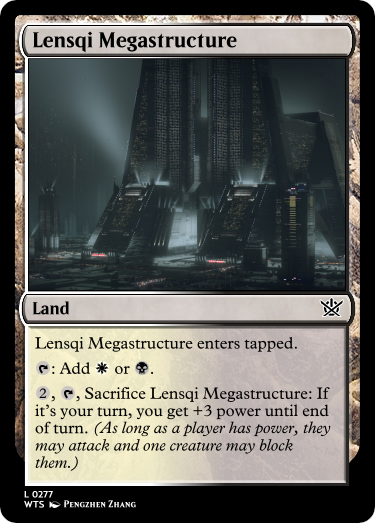 Lensqi Megastructure
Land
Lensqi Megastructure enters tapped.
: Add or .
2, , Sacrifice Lensqi Megastructure: If
it's your turn, you get +3 power until end
of turn. (As long as a player has power, they
may attack and one creature may block
them.)
L 0277
WTS Pengzhen Zhang